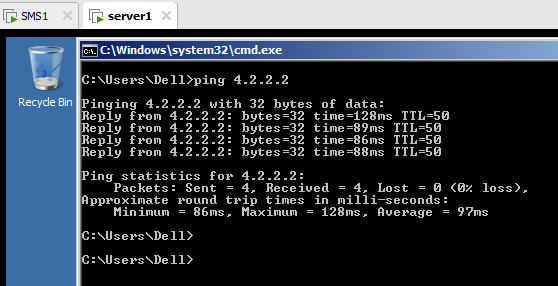 SMS1
server1
Recycle Bin
C:\Windows\system32\cmd.exe
C:\Users\Dell>ping 4.2.2.2
Pinging 4.2.2.2 with 32 bytes of data:
Reply from 4.2.2.2: bytes=32 time=128ms TTL=50
Reply from 4.2.2.2: bytes=32 time=89ms TTL=50
Reply from 4.2.2.2: bytes=32 time=86ms TTL=50
Reply from 4.2.2.2: bytes=32 time=88ms TTL=50
Ping statistics for 4.2.2.2:
Packets: Sent = 4, Received = 4, Lost = 0 (0% loss),
Approximate round trip times in milli-seconds:
Minimum = 86ms, Maximum = 128ms, Average = 97ms
C:\Users\Dell>
C:\Users\Dell>